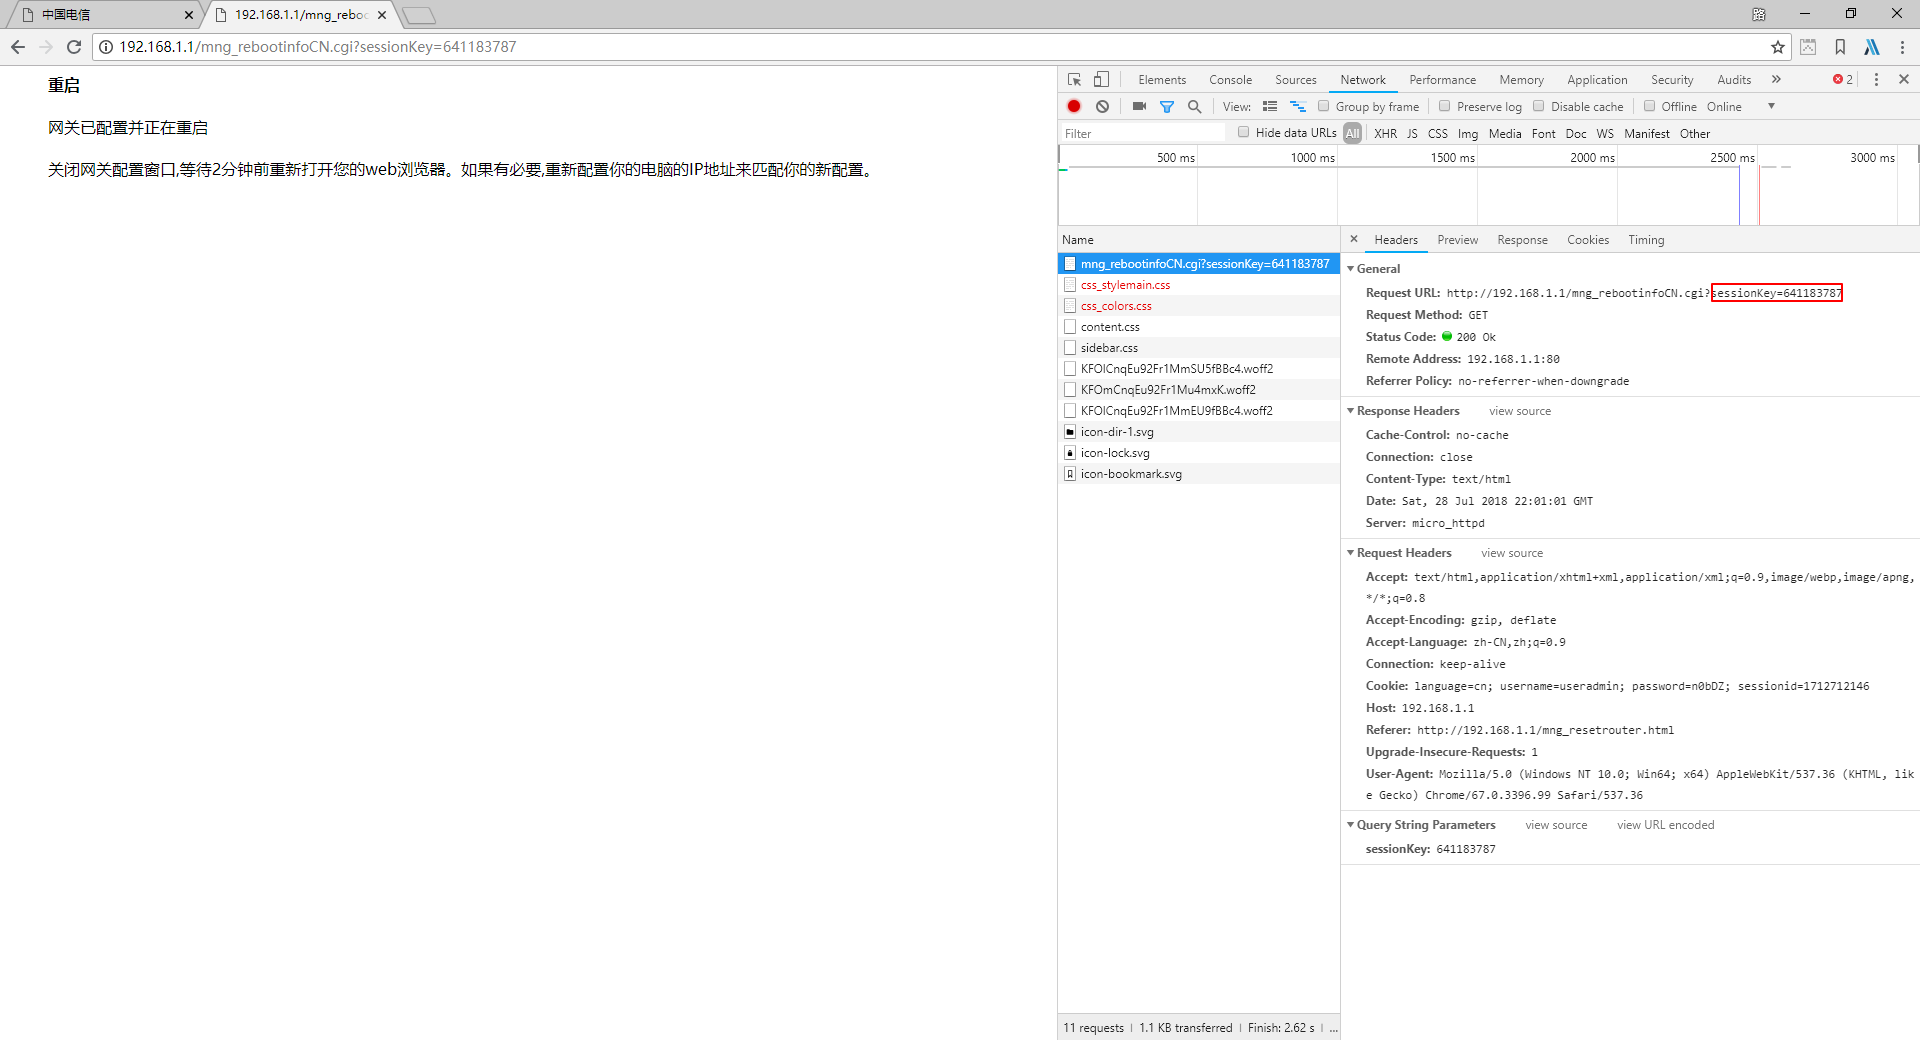 中国电信
192.168.1.1/mng_reboo
路
192.168.1.1/mng_rebootinfoCN.cgi?sessionKey=641183787
重启
网关已配置并正在重启
关闭网关配置窗口,等待2分钟前重新打开您的web浏览器。如果有必要,重新配置你的电脑的IP地址来匹配你的新配置。
Elements Console Sources Network Performance Memory Application Security Audits » 2
View: Group by frame Preserve log Disable cache Offline Online
Filter Hide data URLs All XHR JS CSS Img Media Font Doc WS Manifest Other
500 ms 1000 ms 1500 ms 2000 ms 2500 ms 3000 ms
Name
mng_rebootinfoCN.cgi?sessionKey=641183787
css_stylemain.css
css_colors.css
content.css
sidebar.css
KFOlCnqEu92Fr1MmSU5fBBc4.woff2
KFOmCnqEu92Fr1Mu4mxK.woff2
KFOlCnqEu92Fr1MmEU9fBBc4.woff2
icon-dir-1.svg
icon-lock.svg
icon-bookmark.svg
11 requests | 1.1 KB transferred | Finish: 2.62 s | ...
Headers Preview Response Cookies Timing
General
Request URL: http://192.168.1.1/mng_rebootinfoCN.cgi?sessionKey=641183787
Request Method: GET
Status Code: 200 Ok
Remote Address: 192.168.1.1:80
Referrer Policy: no-referrer-when-downgrade
Response Headers view source
Cache-Control: no-cache
Connection: close
Content-Type: text/html
Date: Sat, 28 Jul 2018 22:01:01 GMT
Server: micro_httpd
Request Headers view source
Accept: text/html,application/xhtml+xml,application/xml;q=0.9,image/webp,image/apng,
*/*;q=0.8
Accept-Encoding: gzip, deflate
Accept-Language: zh-CN,zh;q=0.9
Connection: keep-alive
Cookie: language=cn; username=useradmin; password=n0bDZ; sessionid=1712712146
Host: 192.168.1.1
Referer: http://192.168.1.1/mng_resetrouter.html
Upgrade-Insecure-Requests: 1
User-Agent: Mozilla/5.0 (Windows NT 10.0; Win64; x64) AppleWebKit/537.36 (KHTML, lik
e Gecko) Chrome/67.0.3396.99 Safari/537.36
Query String Parameters view source view URL encoded
sessionKey: 641183787